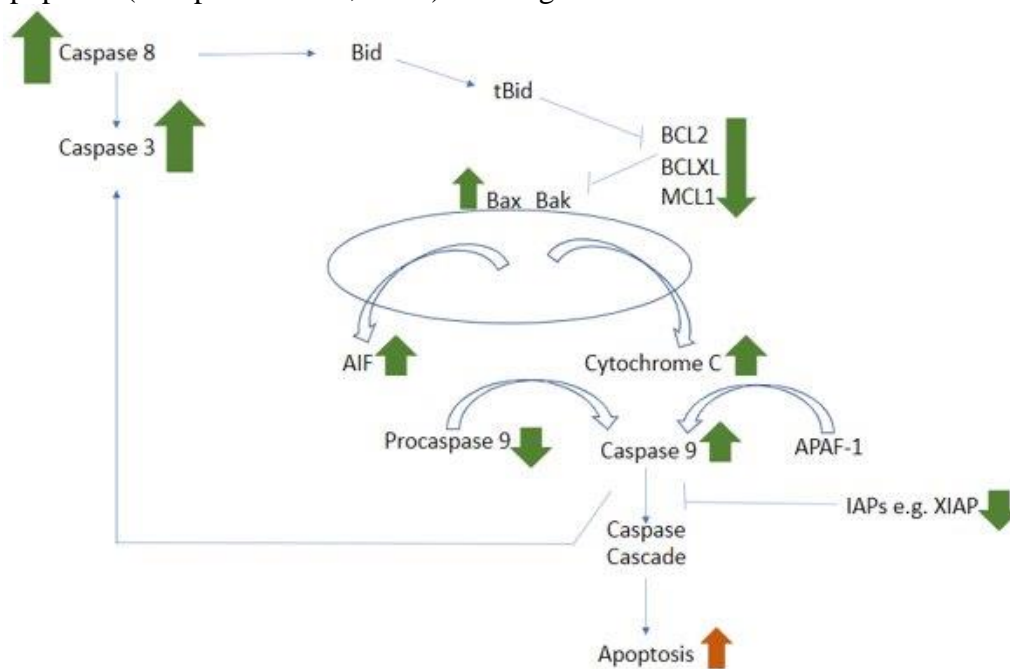 Caspase 8
Bid
tBid
Caspase 3
BCL2
BCLXL
MCL1
Bax Bak
AIF
Cytochrome C
Procaspase 9
Caspase 9
APAF-1
IAPs e.g. XIAP
Caspase
Cascade
Apoptosis